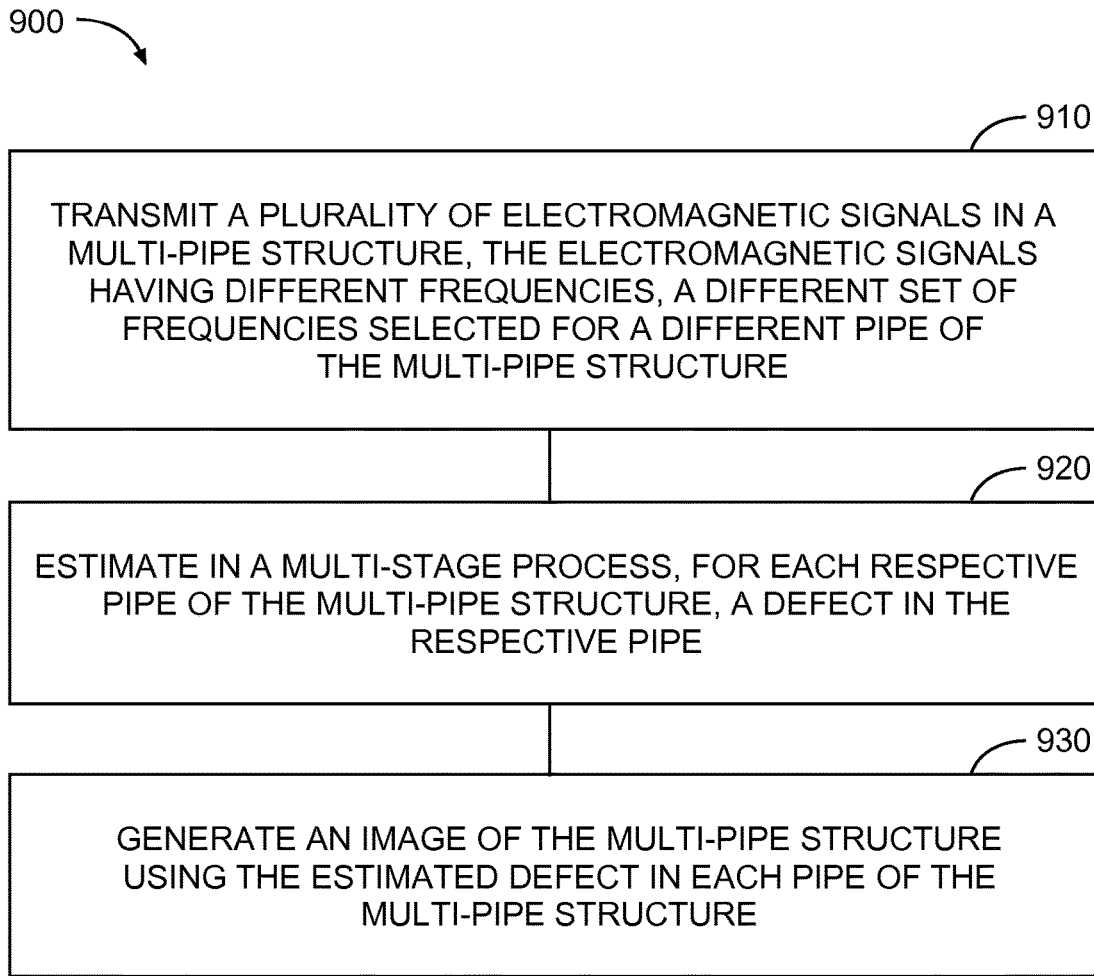 900
910
TRANSMIT A PLURALITY OF ELECTROMAGNETIC SIGNALS IN A
MULTI-PIPE STRUCTURE, THE ELECTROMAGNETIC SIGNALS
HAVING DIFFERENT FREQUENCIES, A DIFFERENT SET OF
FREQUENCIES SELECTED FOR A DIFFERENT PIPE OF
THE MULTI-PIPE STRUCTURE
920
ESTIMATE IN A MULTI-STAGE PROCESS, FOR EACH RESPECTIVE
PIPE OF THE MULTI-PIPE STRUCTURE, A DEFECT IN THE
RESPECTIVE PIPE
930
GENERATE AN IMAGE OF THE MULTI-PIPE STRUCTURE
USING THE ESTIMATED DEFECT IN EACH PIPE OF THE
MULTI-PIPE STRUCTURE